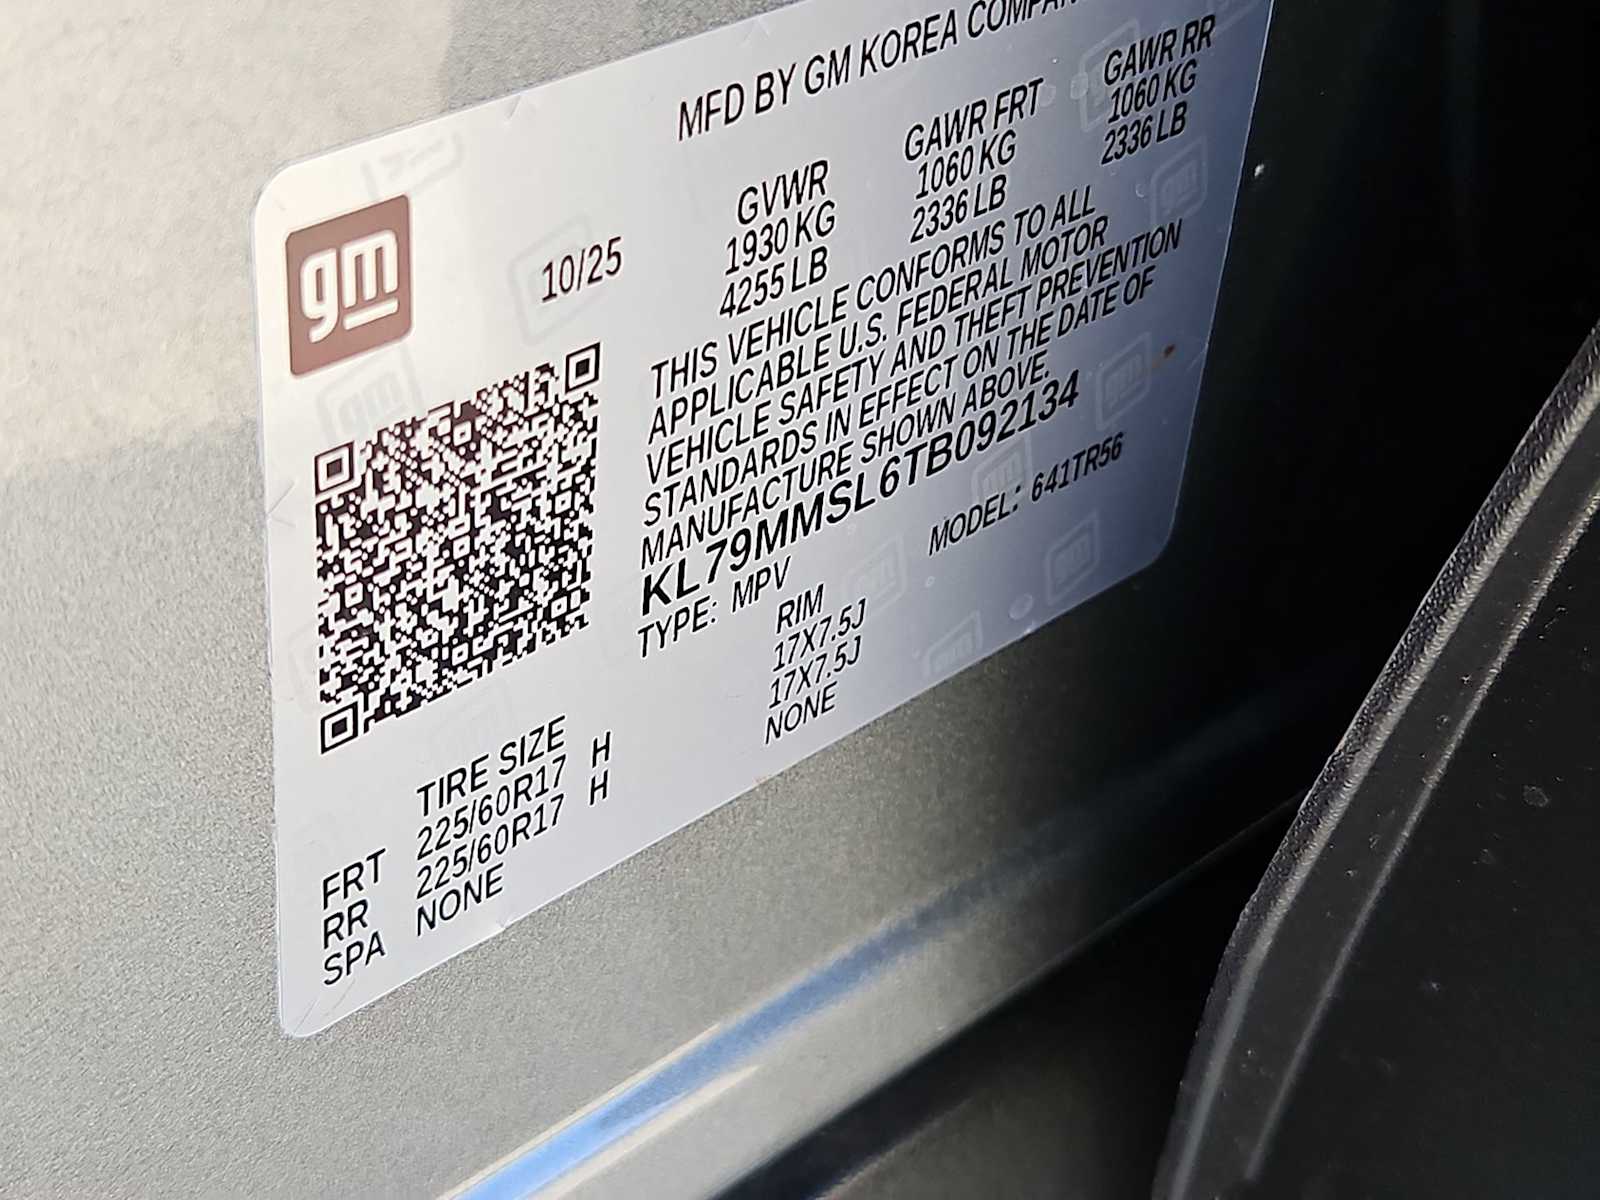 MFD BY GM KOREA
gm
10/25
GVWR GAWR FRT GAWR RR
1930 KG 1060 KG 1060 KG
4255 LB 2336 LB 2336 LB
THIS VEHICLE CONFORMS TO ALL
APPLICABLE U.S. FEDERAL MOTOR
VEHICLE SAFETY AND THEFT PREVENTION
STANDARDS IN EFFECT ON THE DATE OF
MANUFACTURE SHOWN ABOVE.
KL79MMSL6TB092134
TYPE: MPV MODEL: 641TR56
TIRE SIZE RIM
FRT 225/60R17 H 17X7.5J
RR 225/60R17 H 17X7.5J
SPA NONE NONE